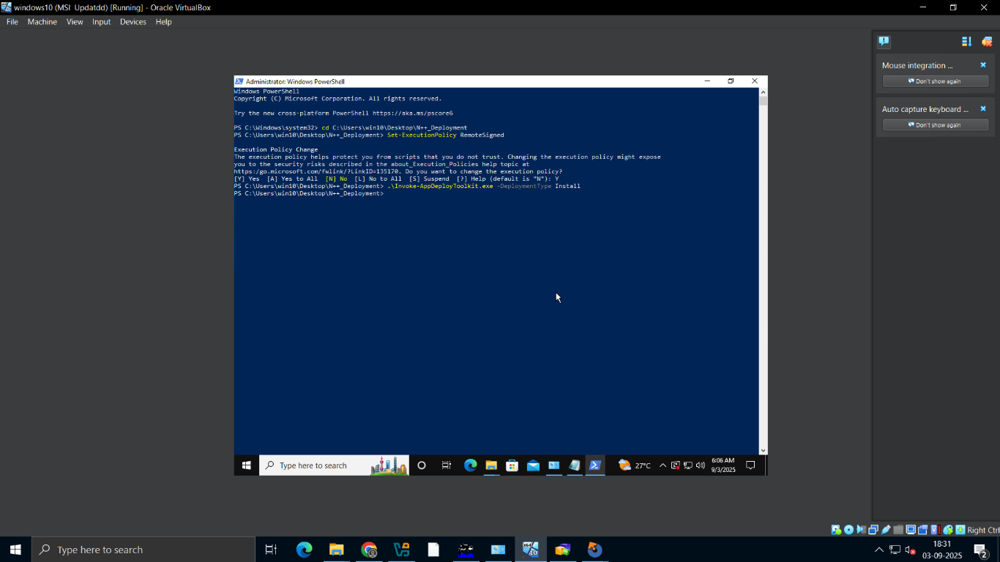 windows10 (MSI Updatdd) [Running] - Oracle VirtualBox
File Machine View Input Devices Help
Mouse integration ...
Don't show again
Auto capture keyboard ...
Don't show again
Administrator: Windows PowerShell
Windows PowerShell
Copyright (C) Microsoft Corporation. All rights reserved.
Try the new cross-platform PowerShell https://aka.ms/pscore6
PS C:\Windows\system32> cd C:\Users\win10\Desktop\N++_Deployment
PS C:\Users\win10\Desktop\N++_Deployment> Set-ExecutionPolicy RemoteSigned
Execution Policy Change
The execution policy helps protect you from scripts that you do not trust. Changing the execution policy might expose
you to the security risks described in the about_Execution_Policies help topic at
https:/go.microsoft.com/fwlink/?LinkID=135170. Do you want to change the execution policy?
[Y] Yes [A] Yes to All [N] No [L] No to All [S] Suspend [?] Help (default is "N"): Y
PS C:\Users\win10\Desktop\N++_Deployment> .\Invoke-AppDeployToolkit.exe -DeploymentType Install
PS C:\Users\win10\Desktop\N++_Deployment>
Type here to search
27°C
6:06 AM
9/3/2025
Right Ctrl
Type here to search
18:31
03-09-2025
2